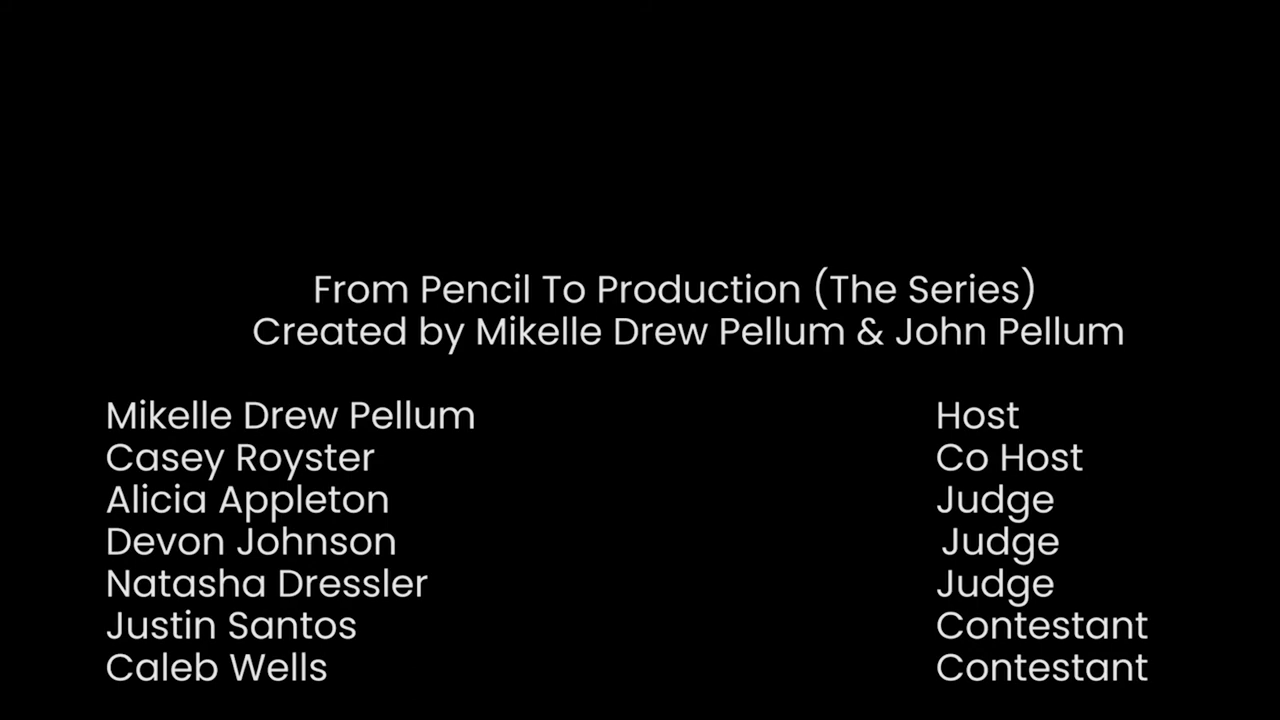 From Pencil To Production (The Series)
Created by Mikelle Drew Pellum & John Pellum
Mikelle Drew Pellum Host
Casey Royster Co Host
Alicia Appleton Judge
Devon Johnson Judge
Natasha Dressler Judge
Justin Santos Contestant
Caleb Wells Contestant